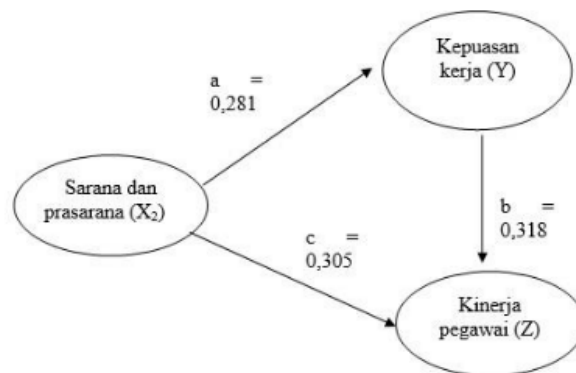 Kepuasan
kerja (Y)
a =
0,281
Sarana dan
prasarana (X₂)
b =
0,318
c =
0,305
Kinerja
pegawai (Z)